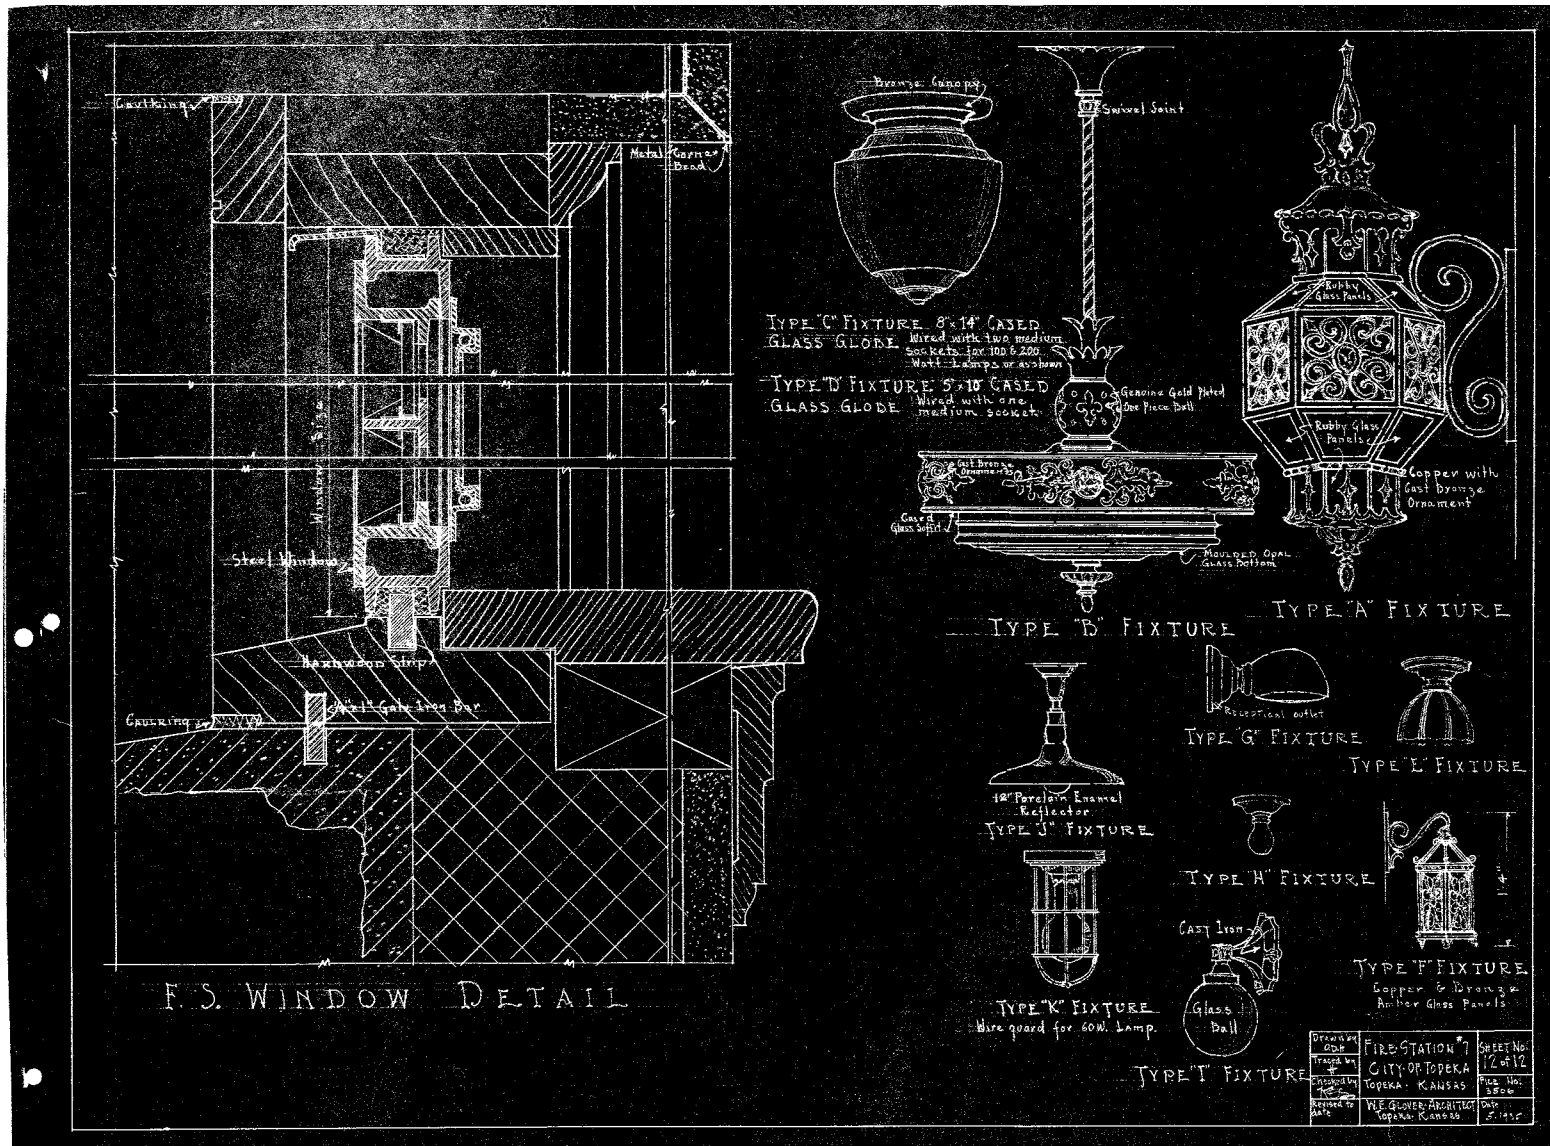 Caulking
Metal Corner
Bead
Window Size
Steel Window
Hardwood Strip
Galv. Iron Bar
Caulking
F.S. WINDOW DETAIL
Bronze Canopy
TYPE "C" FIXTURE 8"x14" CASED
GLASS GLOBE Wired with two medium
sockets for 100 & 200
Watt Lamps or as shown
TYPE "D" FIXTURE 5"x10" CASED
GLASS GLOBE Wired with one
medium socket
Swivel Joint
Genuine Gold Plated
One Piece Ball
Cast Bronze
Ornaments
Cased
Glass Soffit
MOULDED OPAL
GLASS BOTTOM
TYPE "B" FIXTURE
Rubby
Glass Panels
Rubby Glass
Panels
Copper with
Cast bronze
Ornament
TYPE "A" FIXTURE
12" Porcelain Enamel
Reflector
TYPE "J" FIXTURE
Receptical outlet
TYPE "G" FIXTURE
TYPE "E" FIXTURE
TYPE "H" FIXTURE
TYPE "K" FIXTURE
Wire guard for 60W. Lamp.
CAST IRON
Glass
Ball
TYPE "I" FIXTURE
1'-4"
TYPE "F" FIXTURE
Copper & Bronze
Amber Glass Panels
Drawn by
Traced by
Checked by
Revised to
date
FIRE STATION #7
CITY OF TOPEKA
TOPEKA - KANSAS
W.E. GLOVER - ARCHITECT
Topeka, Kansas
SHEET No:
12 of 12
FILE No:
3506
Date
5-1935